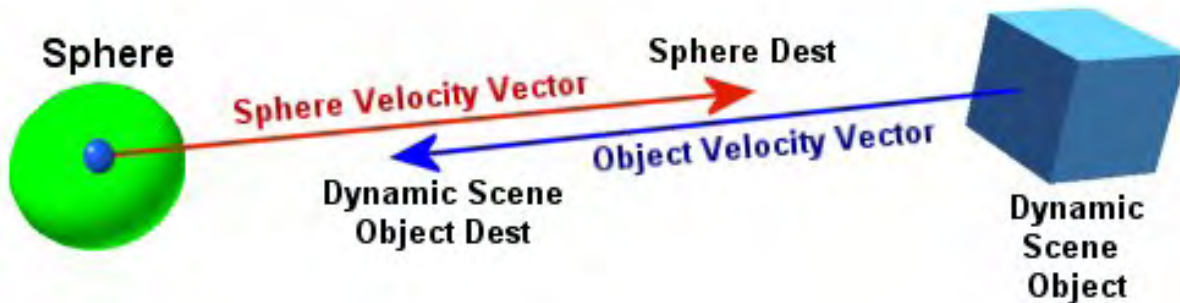 Sphere
Sphere Dest
Sphere Velocity Vector
Object Velocity Vector
Dynamic Scene
Object Dest
Dynamic
Scene
Object